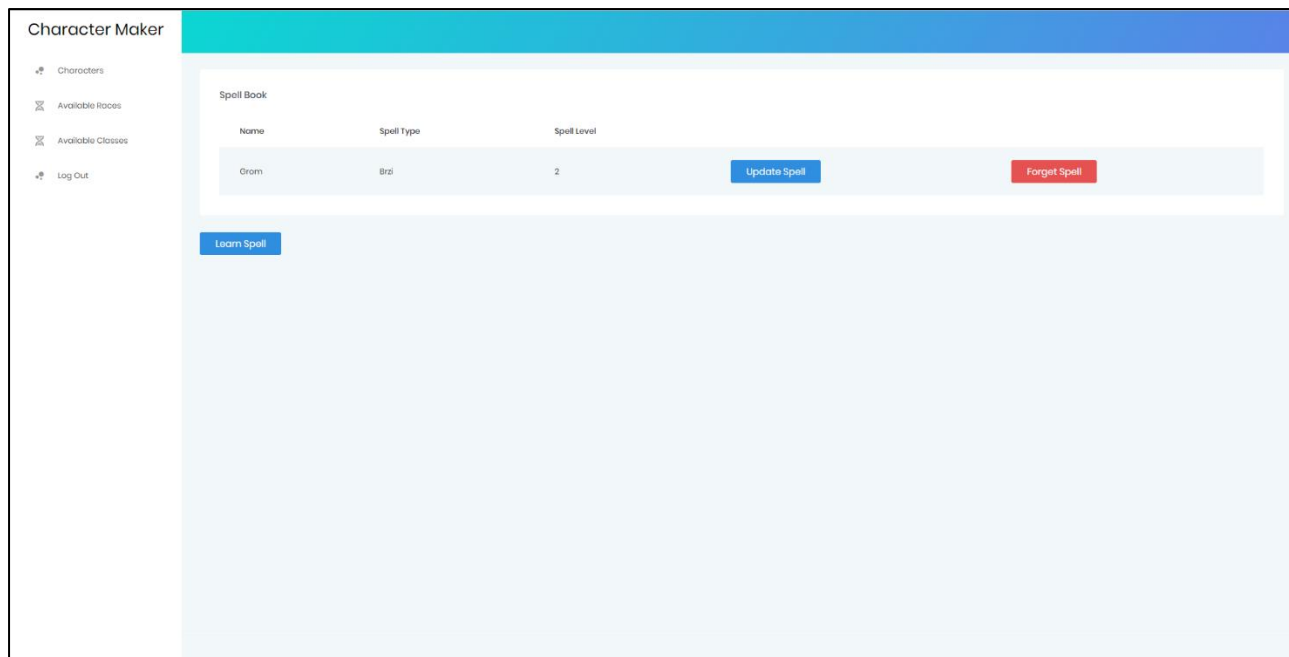 Character Maker
Characters
Available Races
Available Classes
Log Out
Spell Book
Name Spell Type Spell Level
Grom Brzi 2 Update Spell Forget Spell
Learn Spell